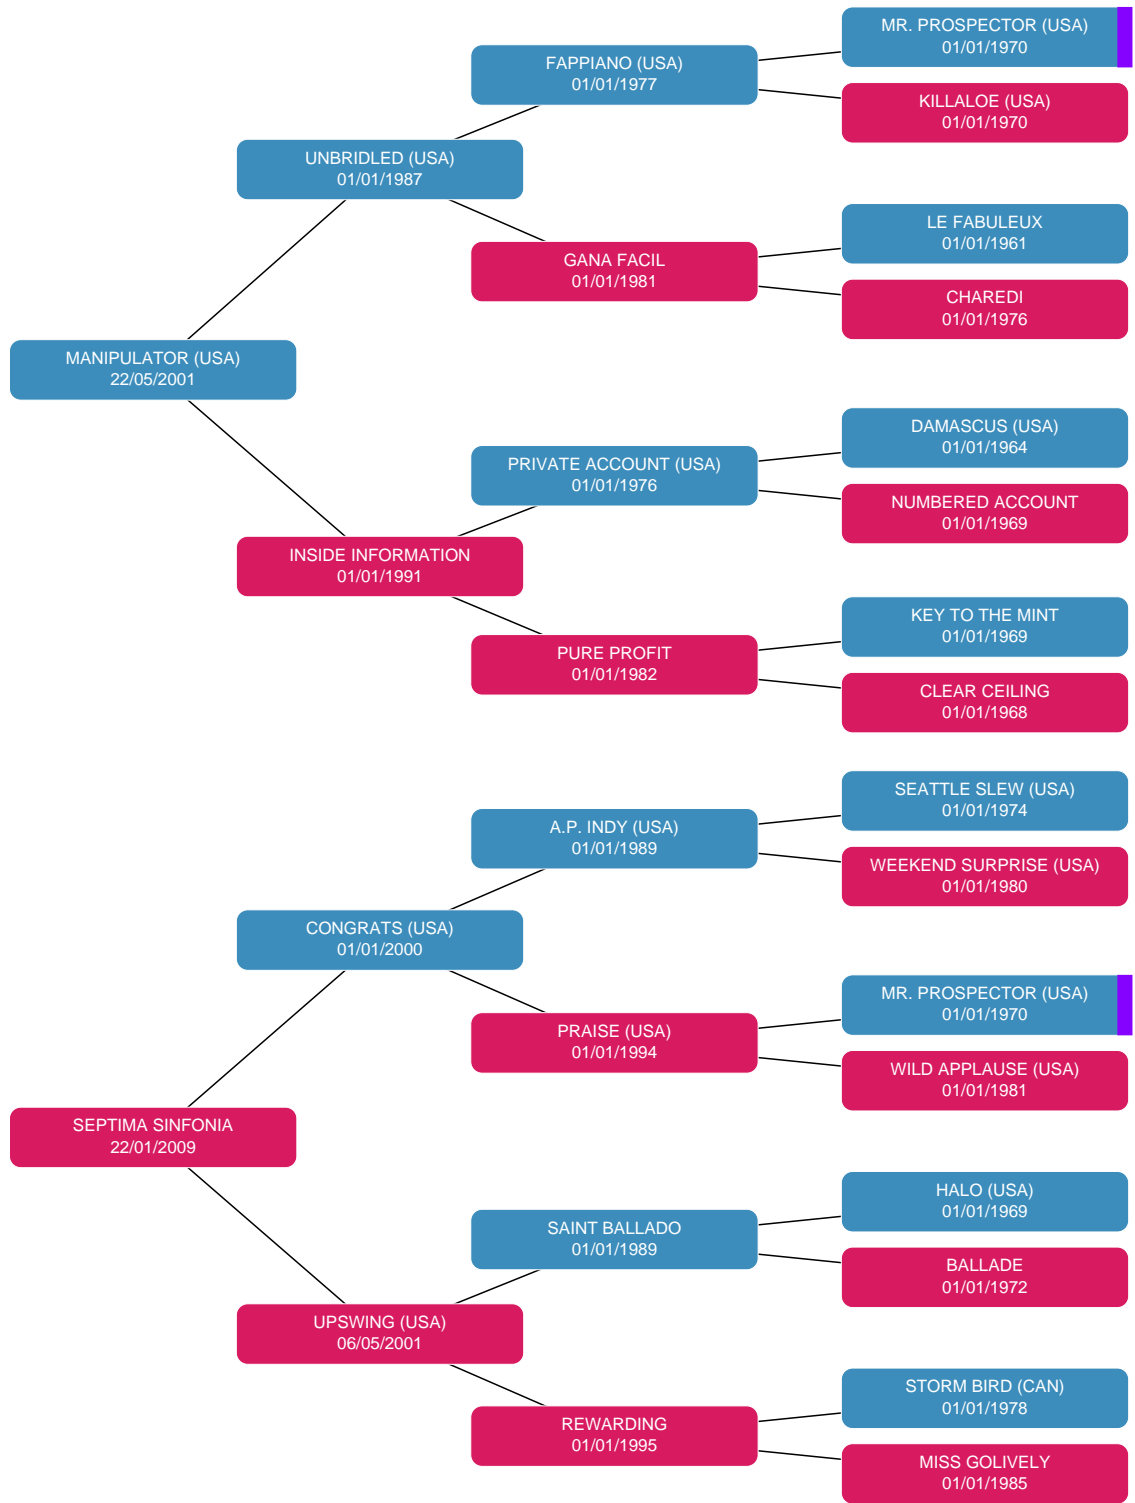 MR. PROSPECTOR (USA)
01/01/1970
FAPPIANO (USA)
01/01/1977
KILLALOE (USA)
01/01/1970
UNBRIDLED (USA)
01/01/1987
LE FABULEUX
01/01/1961
GANA FACIL
01/01/1981
CHAREDI
01/01/1976
MANIPULATOR (USA)
22/05/2001
DAMASCUS (USA)
01/01/1964
PRIVATE ACCOUNT (USA)
01/01/1976
NUMBERED ACCOUNT
01/01/1969
INSIDE INFORMATION
01/01/1991
KEY TO THE MINT
01/01/1969
PURE PROFIT
01/01/1982
CLEAR CEILING
01/01/1968
SEATTLE SLEW (USA)
01/01/1974
A.P. INDY (USA)
01/01/1989
WEEKEND SURPRISE (USA)
01/01/1980
CONGRATS (USA)
01/01/2000
MR. PROSPECTOR (USA)
01/01/1970
PRAISE (USA)
01/01/1994
WILD APPLAUSE (USA)
01/01/1981
SEPTIMA SINFONIA
22/01/2009
HALO (USA)
01/01/1969
SAINT BALLADO
01/01/1989
BALLADE
01/01/1972
UPSWING (USA)
06/05/2001
STORM BIRD (CAN)
01/01/1978
REWARDING
01/01/1995
MISS GOLIVELY
01/01/1985